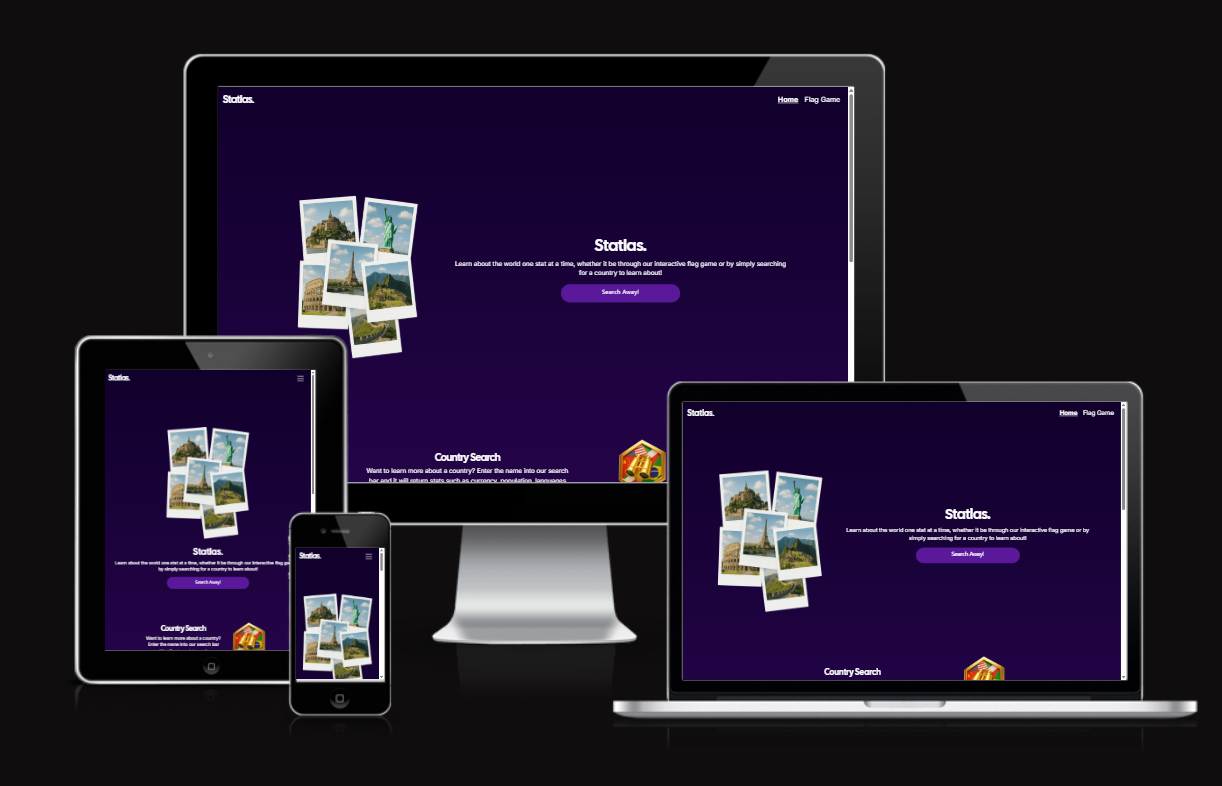 Statlas.
Home Flag Game
Statlas.
Learn about the world one stat at a time, whether it be through our interactive flag game or by simply searching
for a country to learn about!
Search Away!
Country Search
Want to learn more about a country? Enter the name into our search
bar and it will return stats such as currency, population, languages,
Statlas.
Statlas.
Learn about the world one stat at a time, whether it be through our interactive flag
by simply searching for a country to learn about!
Search Away!
Country Search
Want to learn more about a country?
Enter the name into our search bar
Statlas.
Statlas.
Home Flag Game
Statlas.
Learn about the world one stat at a time, whether it be through our interactive flag game or by
simply searching for a country to learn about!
Search Away!
Country Search